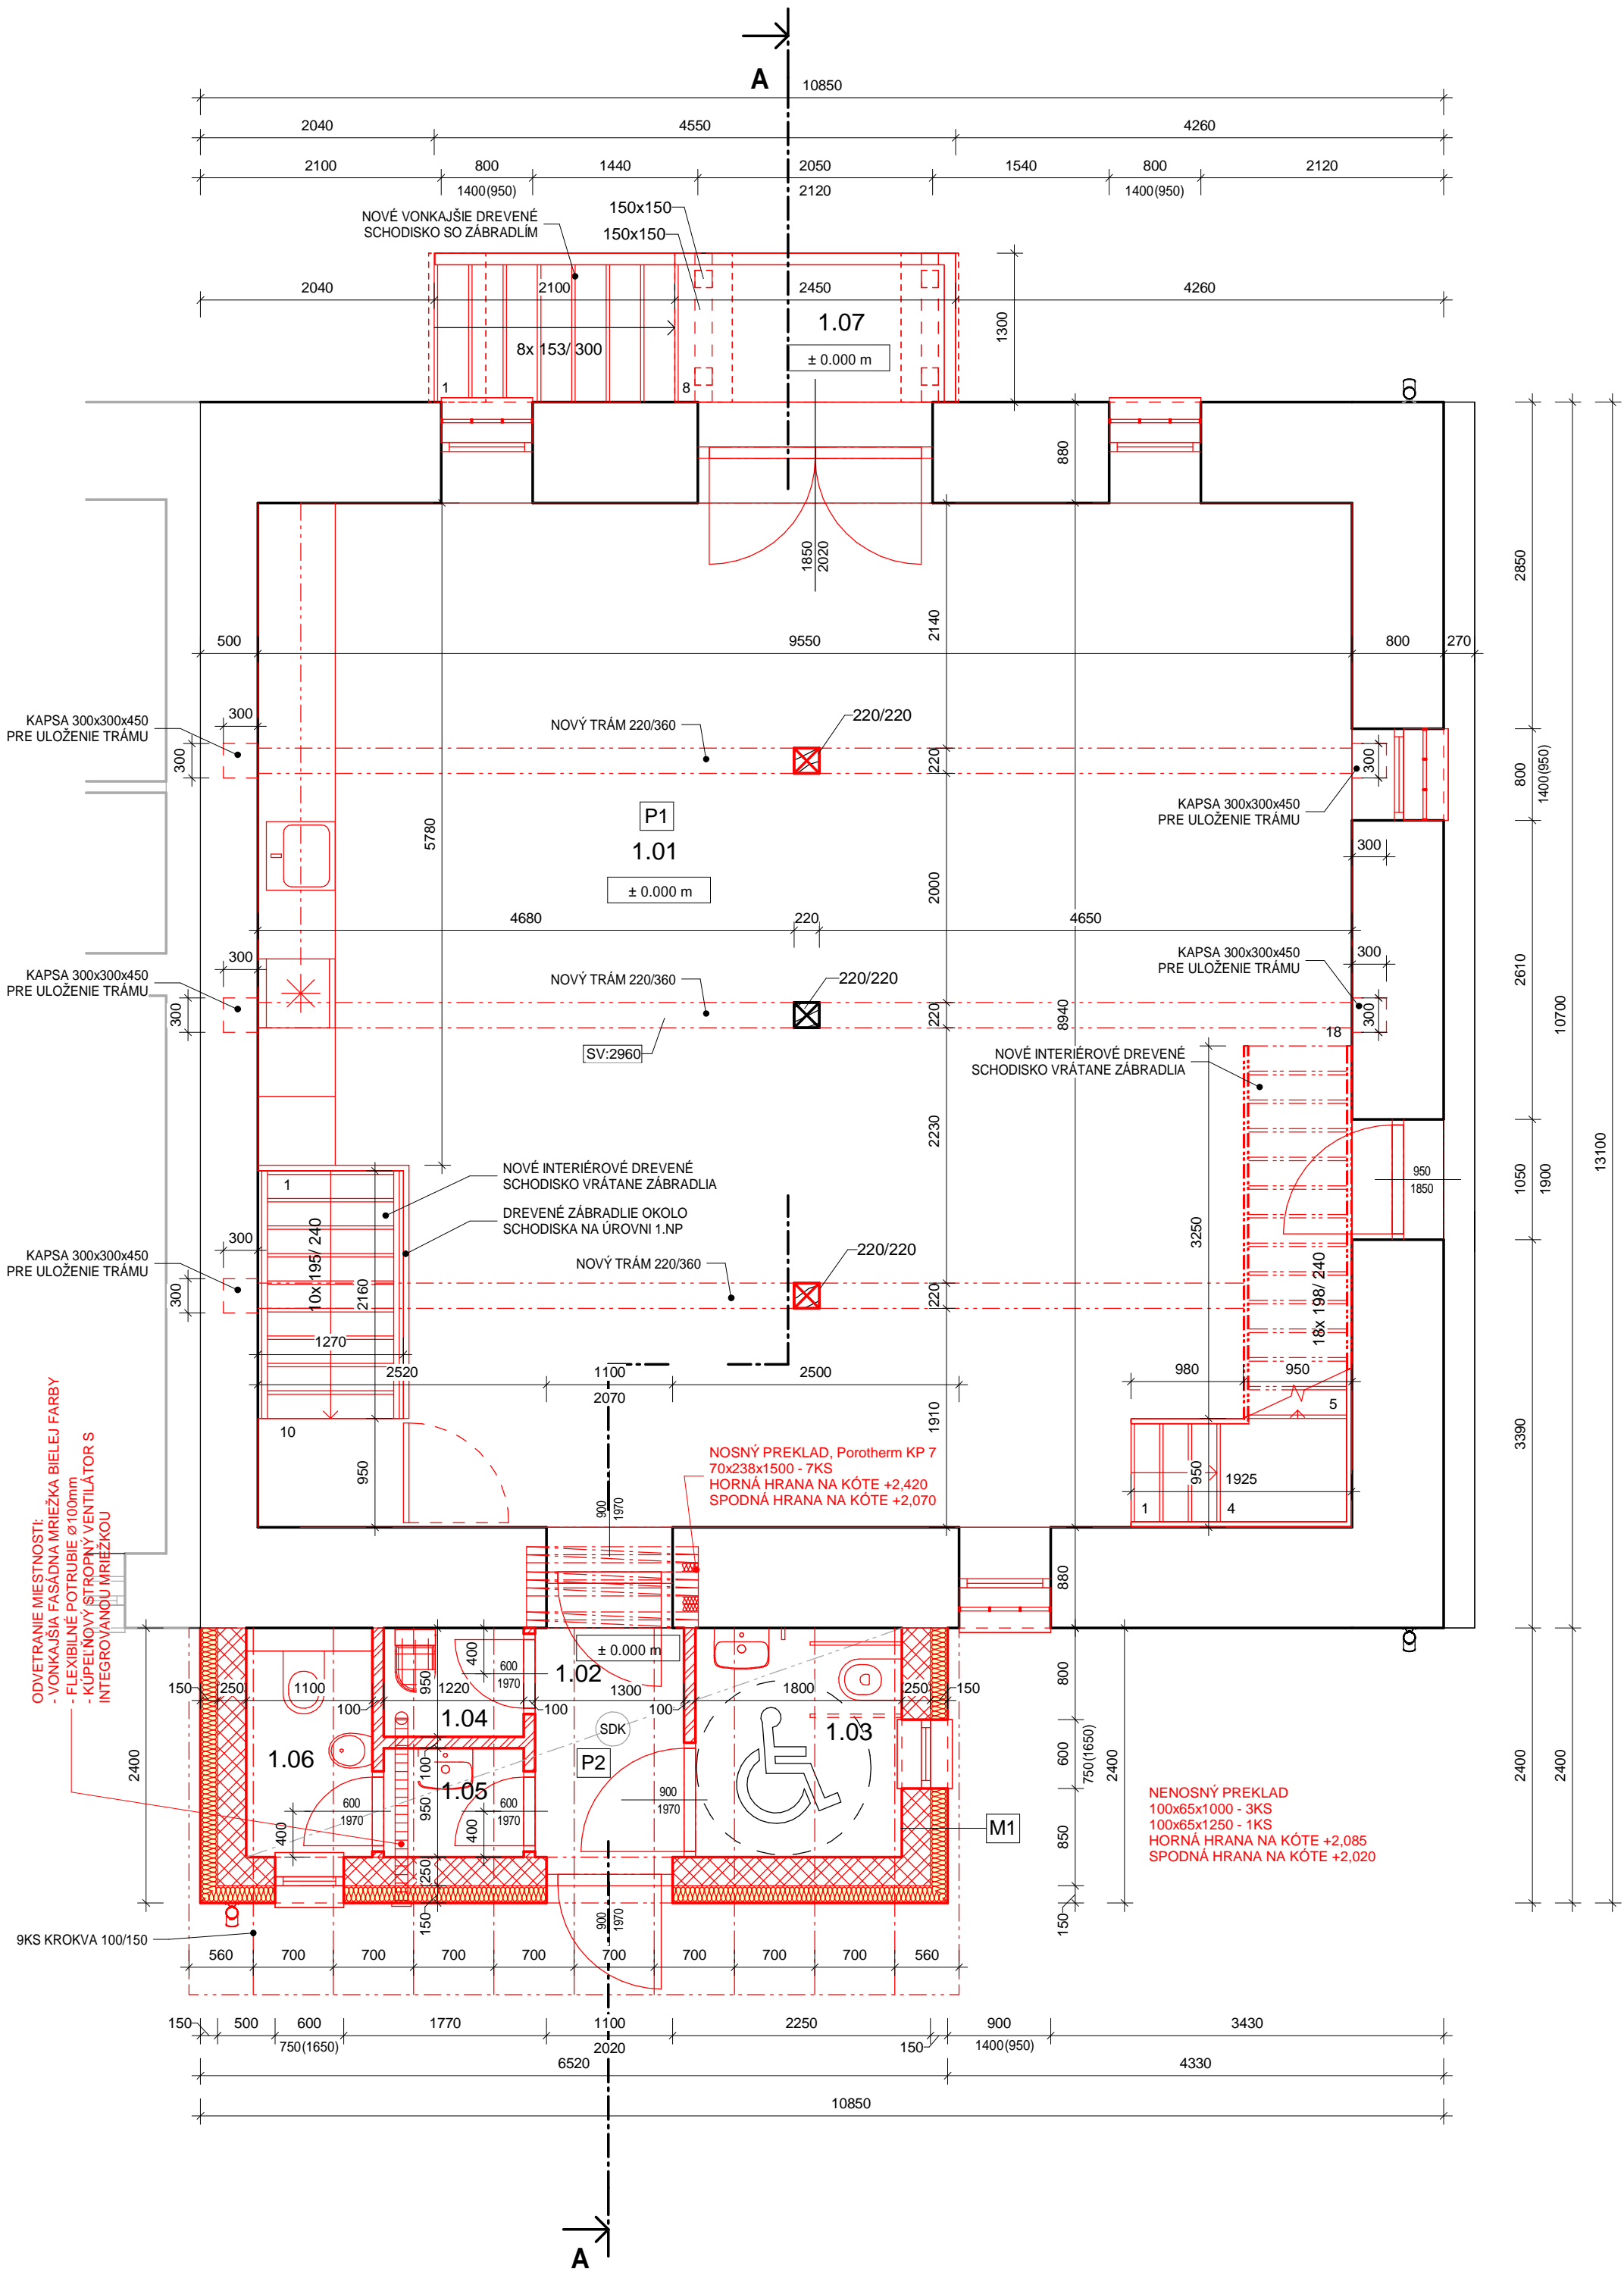 A
10850
2040 4550 4260
2100 800 1440 2050 1540 800 2120
1400(950) 2120 1400(950)
NOVÉ VONKAJŠIE DREVENÉ
SCHODISKO SO ZÁBRADLÍM
150x150
150x150
2040 2100 2450 4260
1300
1.07
8x 153/ 300
± 0.000 m
1 8
880
1850
2020
2850
2140
500 9550 800 270
KAPSA 300x300x450
PRE ULOŽENIE TRÁMU
300
300
NOVÝ TRÁM 220/360
220/220
220
300
800
1400(950)
KAPSA 300x300x450
PRE ULOŽENIE TRÁMU
P1
1.01
± 0.000 m
5780
300
2000
4680 220 4650
KAPSA 300x300x450
PRE ULOŽENIE TRÁMU
300
300
NOVÝ TRÁM 220/360
220/220
220
8940
KAPSA 300x300x450
PRE ULOŽENIE TRÁMU
300
300
18
2610
10700
13100
SV:2960
NOVÉ INTERIÉROVÉ DREVENÉ
SCHODISKO VRÁTANE ZÁBRADLIA
2230
NOVÉ INTERIÉROVÉ DREVENÉ
SCHODISKO VRÁTANE ZÁBRADLIA
1
950
1850
1050
1900
DREVENÉ ZÁBRADLIE OKOLO
SCHODISKA NA ÚROVNI 1.NP
3250
KAPSA 300x300x450
PRE ULOŽENIE TRÁMU
300
300
10x 195/ 240
2160
NOVÝ TRÁM 220/360
220/220
220
18x 198/ 240
1270
2520 1100 2500
2070
980 950
5
1910
10
950
3390
NOSNÝ PREKLAD, Porotherm KP 7
70x238x1500 - 7KS
HORNÁ HRANA NA KÓTE +2,420
SPODNÁ HRANA NA KÓTE +2,070
950
1925
1 4
900
1970
ODVETRANIE MIESTNOSTI:
- VONKAJŠIA FASÁDNA MRIEŽKA BIELEJ FARBY
- FLEXIBILNÉ POTRUBIE Ø100mm
- KÚPEĽNOVÝ STROPNÝ VENTILÁTOR S
INTEGROVANOU MRIEŽKOU
880
± 0.000 m
400
600
1970
1.02
950
800
150 250 1100 1220 1300 1800 250 150
100 100 100
1.04
SDK
1.03
1.06
P2
100
1.05
2400
600
750(1650)
2400
2400
2400
600
1970
600
1970
900
1970
400
950
400
M1
850
NENOSNÝ PREKLAD
100x65x1000 - 3KS
100x65x1250 - 1KS
HORNÁ HRANA NA KÓTE +2,085
SPODNÁ HRANA NA KÓTE +2,020
250
150
900
1970
150
9KS KROKVA 100/150
560 700 700 700 700 700 700 700 700 560
150 500 600 1770 1100 2250 900 3430
750(1650) 2020 150 1400(950)
6520 4330
10850
A